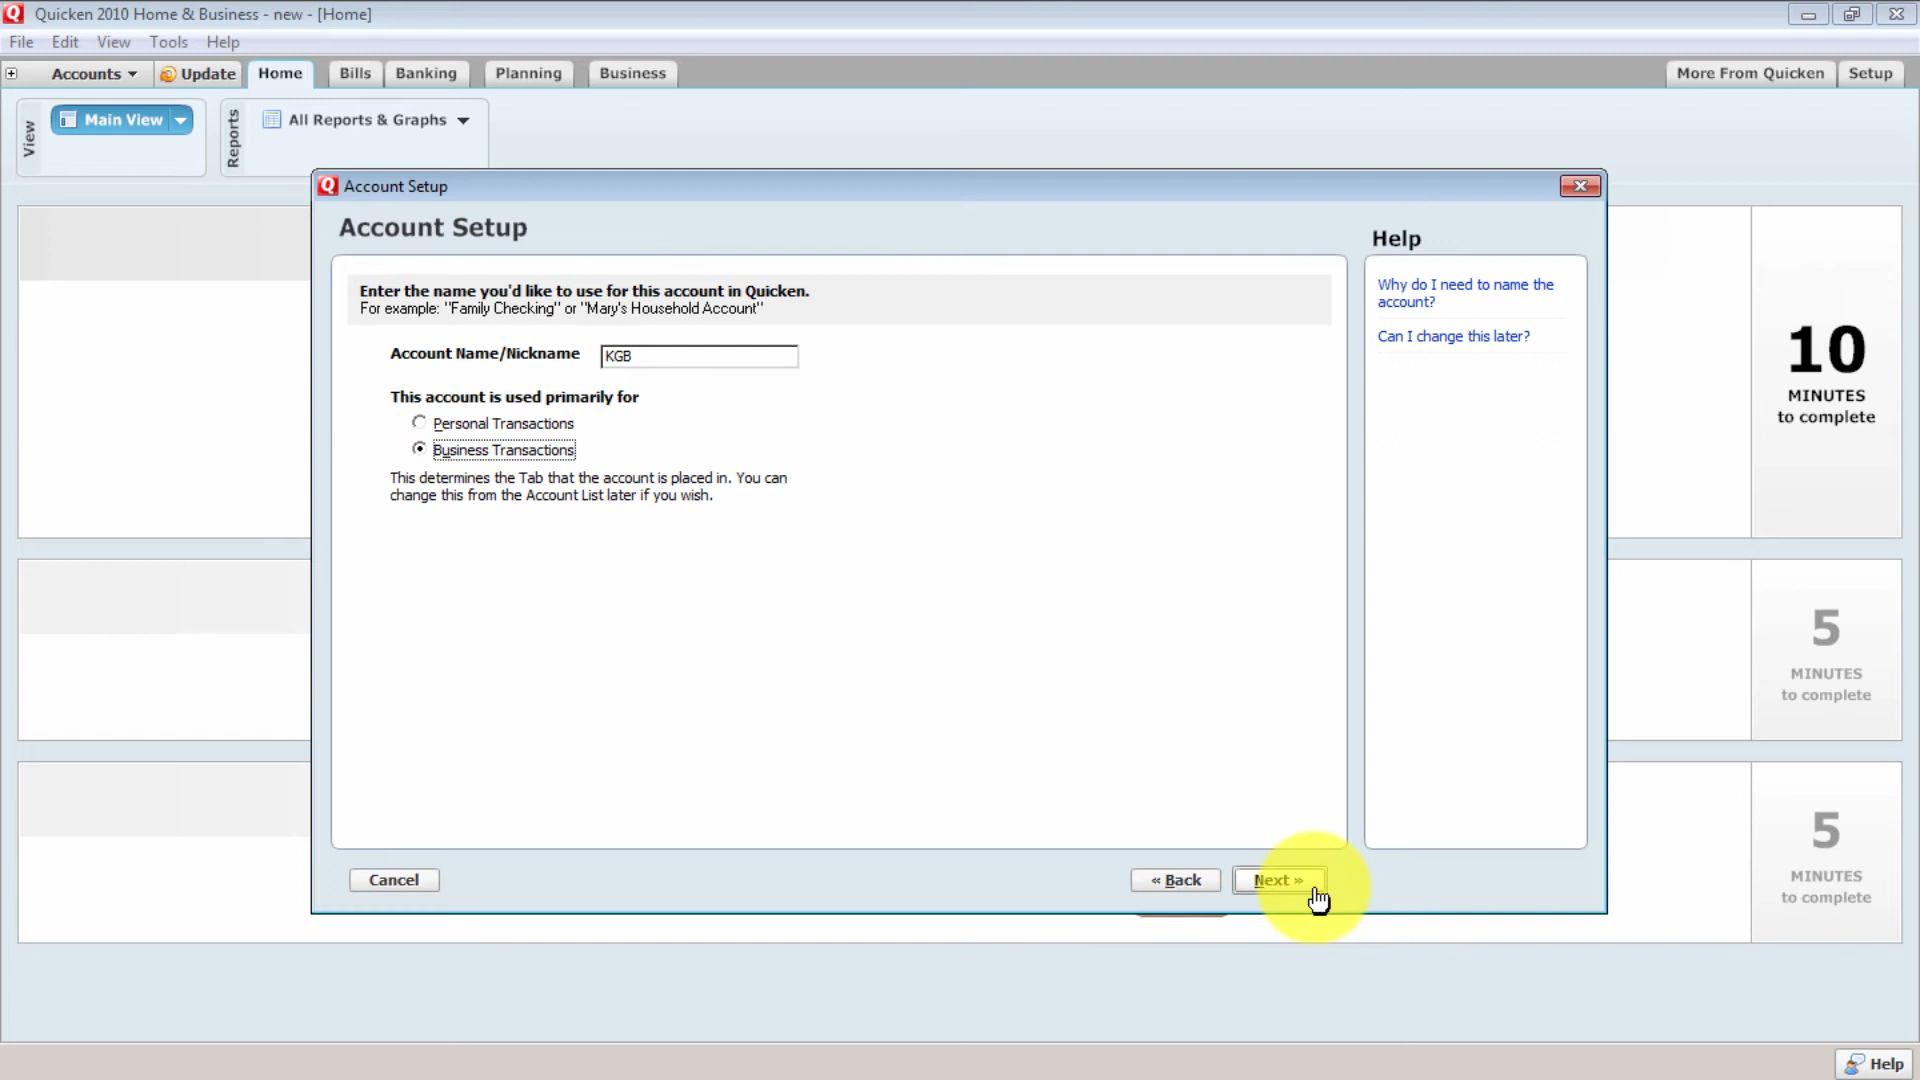 Quicken 2010 Home & Business - new - [Home]
File Edit View Tools Help
Accounts Update Home Bills Banking Planning Business More From Quicken Setup
View
Main View
Reports
All Reports & Graphs
Account Setup
Account Setup
Help
Enter the name you'd like to use for this account in Quicken.
For example: "Family Checking" or "Mary's Household Account"
Account Name/Nickname KGB
This account is used primarily for
Personal Transactions
Business Transactions
This determines the Tab that the account is placed in. You can
change this from the Account List later if you wish.
Why do I need to name the
account?
Can I change this later?
10
MINUTES
to complete
5
MINUTES
to complete
5
MINUTES
to complete
Cancel « Back Next »
Help